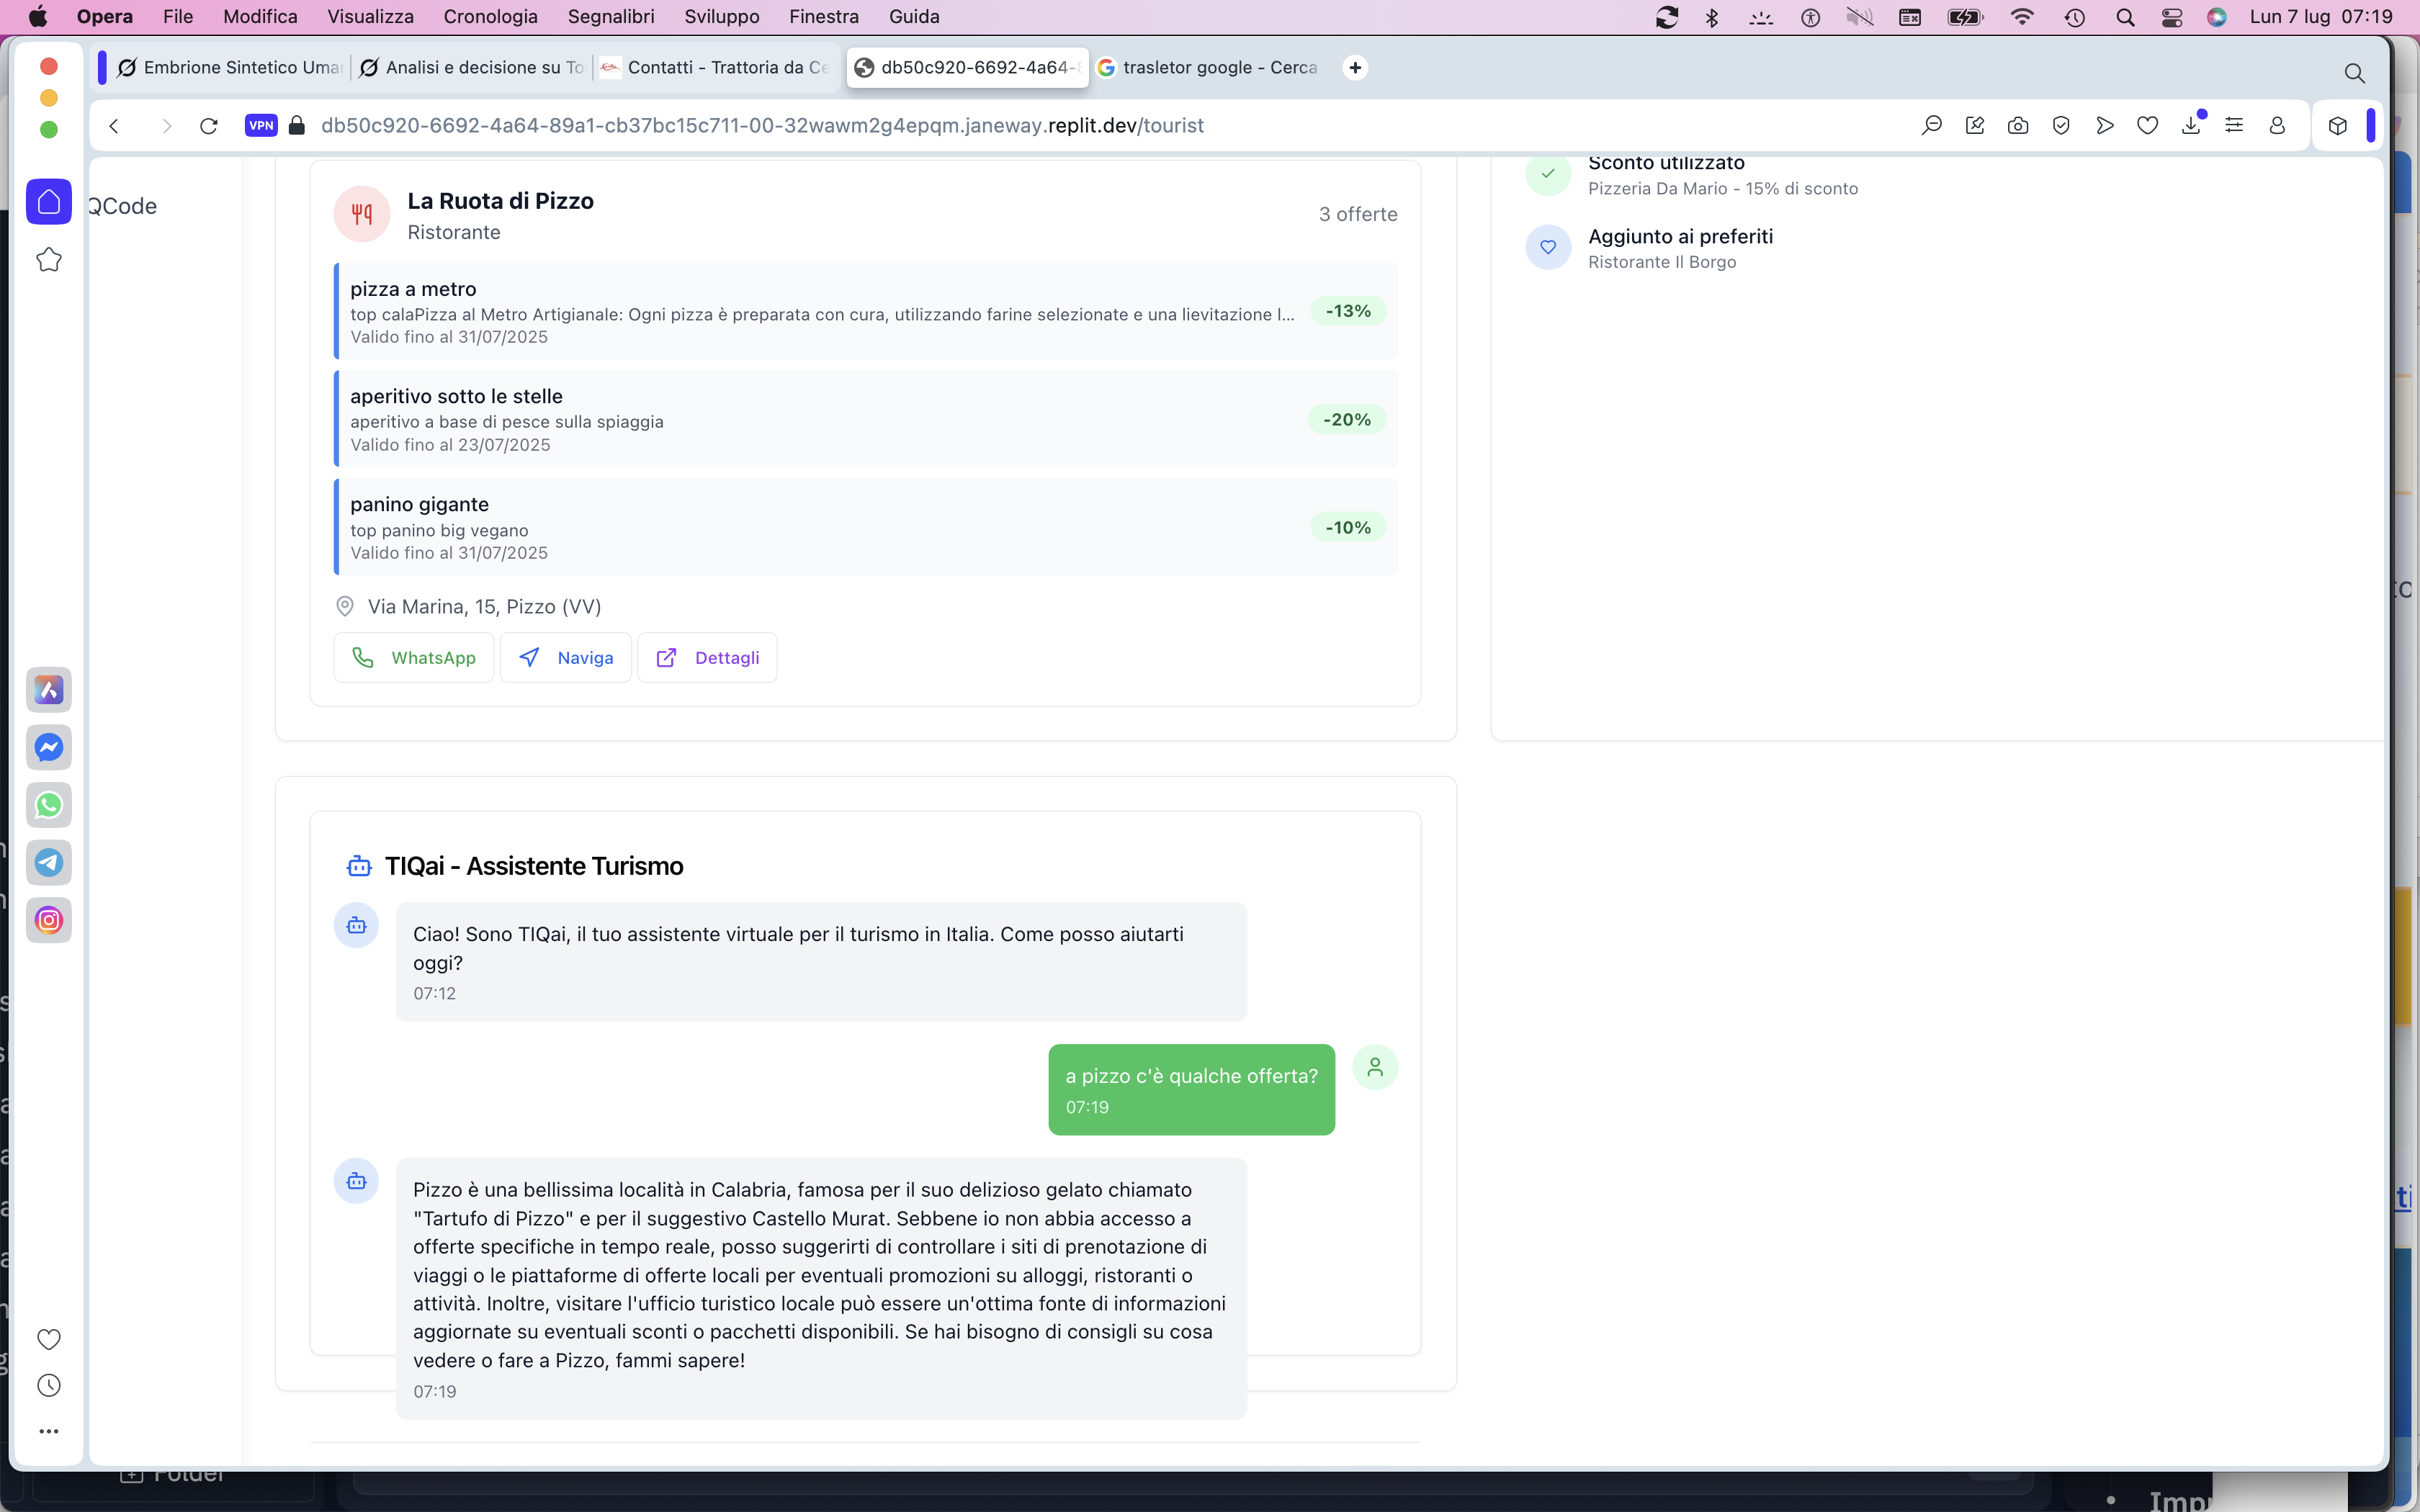 Opera File Modifica Visualizza Cronologia Segnalibri Sviluppo Finestra Guida
Lun 7 lug 07:19
Embrione Sintetico Uma
Analisi e decisione su To
Contatti - Trattoria da Ce
db50c920-6692-4a64-8
trasletor google - Cerca
VPN
db50c920-6692-4a64-89a1-cb37bc15c711-00-32wawm2g4epqm.janeway.replit.dev/tourist
QCode
La Ruota di Pizzo
Ristorante
3 offerte
pizza a metro
top calaPizza al Metro Artigianale: Ogni pizza è preparata con cura, utilizzando farine selezionate e una lievitazione l...
Valido fino al 31/07/2025
-13%
aperitivo sotto le stelle
aperitivo a base di pesce sulla spiaggia
Valido fino al 23/07/2025
-20%
panino gigante
top panino big vegano
Valido fino al 31/07/2025
-10%
Via Marina, 15, Pizzo (VV)
WhatsApp
Naviga
Dettagli
Sconto utilizzato
Pizzeria Da Mario - 15% di sconto
Aggiunto ai preferiti
Ristorante Il Borgo
TIQai - Assistente Turismo
Ciao! Sono TIQai, il tuo assistente virtuale per il turismo in Italia. Come posso aiutarti
oggi?
07:12
a pizzo c'è qualche offerta?
07:19
Pizzo è una bellissima località in Calabria, famosa per il suo delizioso gelato chiamato
"Tartufo di Pizzo" e per il suggestivo Castello Murat. Sebbene io non abbia accesso a
offerte specifiche in tempo reale, posso suggerirti di controllare i siti di prenotazione di
viaggi o le piattaforme di offerte locali per eventuali promozioni su alloggi, ristoranti o
attività. Inoltre, visitare l'ufficio turistico locale può essere un'ottima fonte di informazioni
aggiornate su eventuali sconti o pacchetti disponibili. Se hai bisogno di consigli su cosa
vedere o fare a Pizzo, fammi sapere!
07:19
Folder